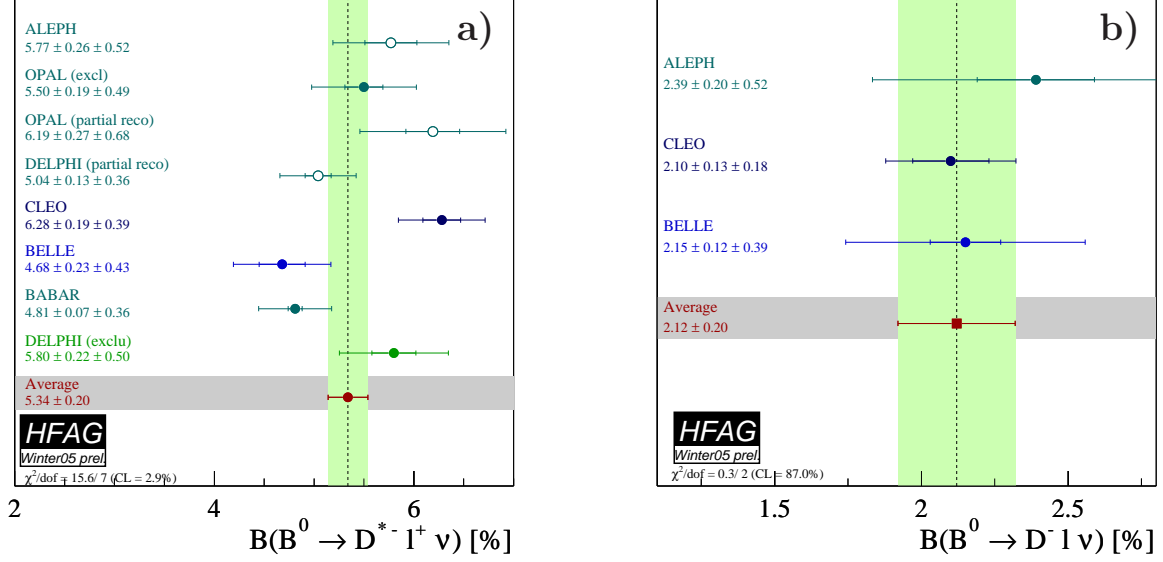 a)
ALEPH
5.77 ± 0.26 ± 0.52
OPAL (excl)
5.50 ± 0.19 ± 0.49
OPAL (partial reco)
6.19 ± 0.27 ± 0.68
DELPHI (partial reco)
5.04 ± 0.13 ± 0.36
CLEO
6.28 ± 0.19 ± 0.39
BELLE
4.68 ± 0.23 ± 0.43
BABAR
4.81 ± 0.07 ± 0.36
DELPHI (exclu)
5.80 ± 0.22 ± 0.50
Average
5.34 ± 0.20
HFAG
Winter05 prel.
χ²/dof = 15.6/ 7 (CL = 2.9%)
2 4 6
B(B⁰ → D*⁻ l⁺ ν) [%]
b)
ALEPH
2.39 ± 0.20 ± 0.52
CLEO
2.10 ± 0.13 ± 0.18
BELLE
2.15 ± 0.12 ± 0.39
Average
2.12 ± 0.20
HFAG
Winter05 prel.
χ²/dof = 0.3/ 2 (CL = 87.0%)
1.5 2 2.5
B(B⁰ → D⁻ l ν) [%]